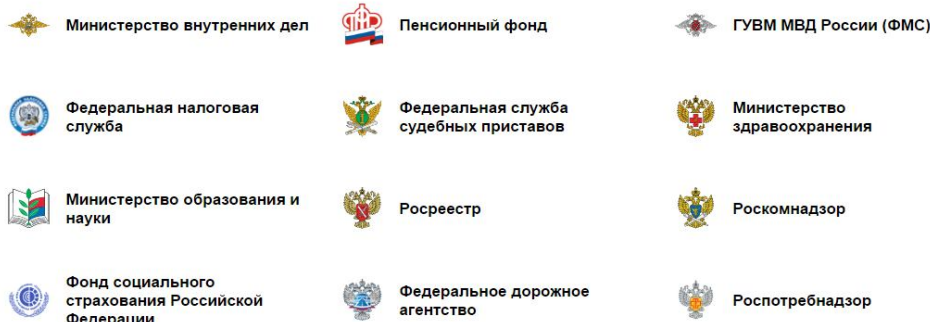 Министерство внутренних дел
Пенсионный фонд
ГУВМ МВД России (ФМС)
Федеральная налоговая
служба
Федеральная служба
судебных приставов
Министерство
здравоохранения
Министерство образования и
науки
Росреестр
Роскомнадзор
Фонд социального
страхования Российской
Федерации
Федеральное дорожное
агентство
Роспотребнадзор